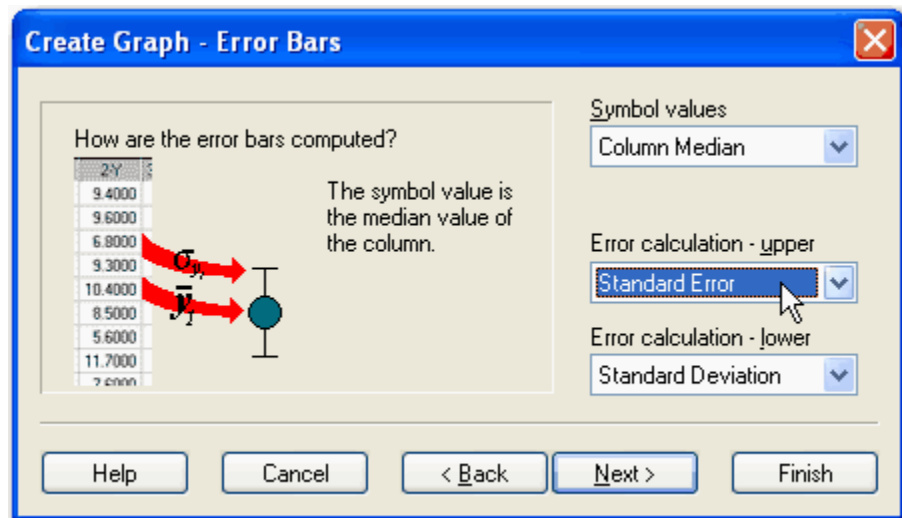 Create Graph - Error Bars
How are the error bars computed?
2-Y
9.4000
9.6000
6.8000
9.3000
10.4000
8.5000
5.6000
11.7000
7.6000
The symbol value is
the median value of
the column.
Symbol values
Column Median
Error calculation - upper
Standard Error
Error calculation - lower
Standard Deviation
Help
Cancel
< Back
Next >
Finish